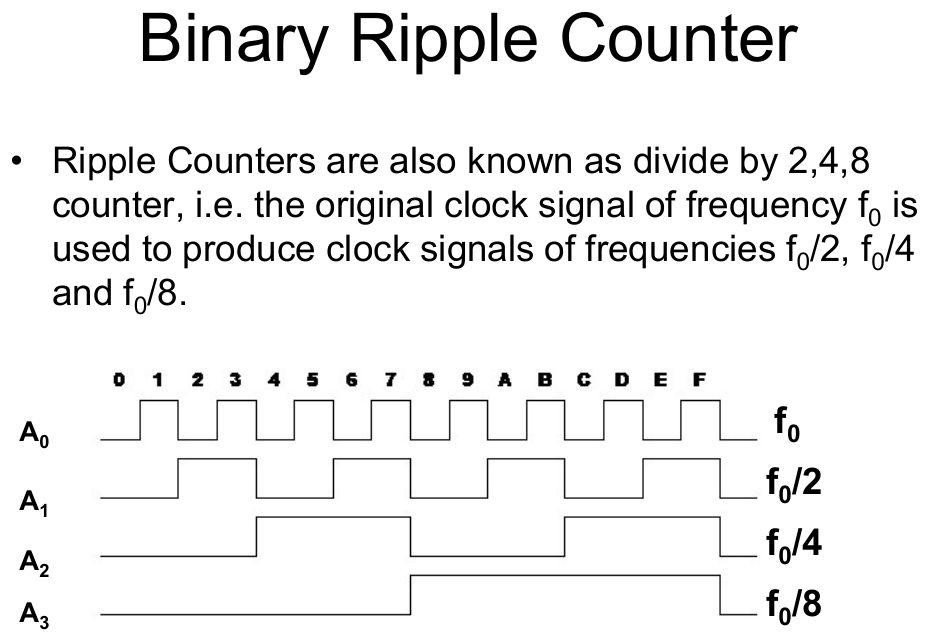 Binary Ripple Counter
• Ripple Counters are also known as divide by 2,4,8
counter, i.e. the original clock signal of frequency f₀ is
used to produce clock signals of frequencies f₀/2, f₀/4
and f₀/8.
0 1 2 3 4 5 6 7 8 9 A B C D E F
A₀ f₀
A₁ f₀/2
A₂ f₀/4
A₃ f₀/8